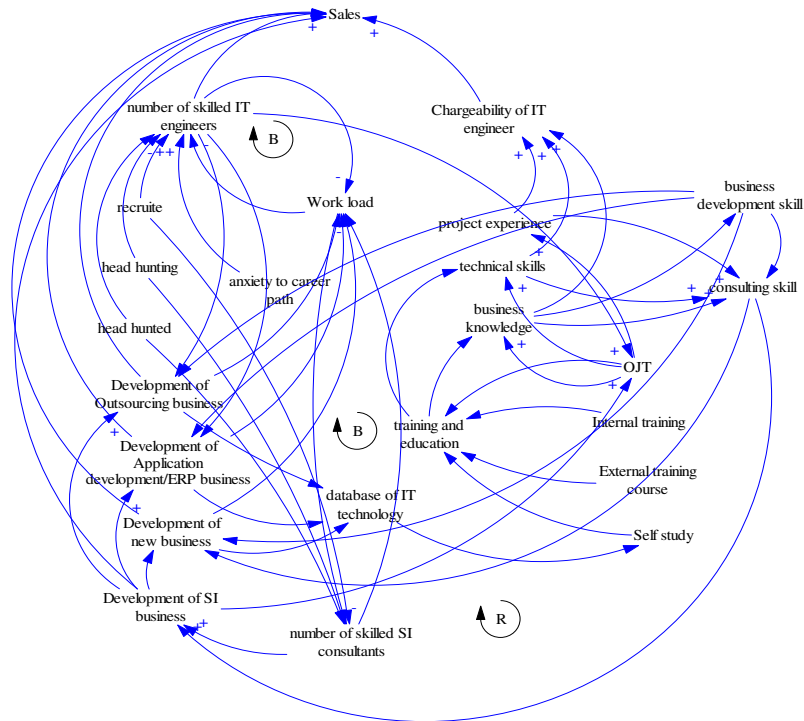 Sales
+
+
number of skilled IT
engineers
Chargeability of IT
engineer
B
-
++
-
+
+
+
-
business
development skill
recruite
Work load
-
project experience
+
head hunting
technical skills
anxiety to career
path
+
+
+
+
consulting skill
business
knowledge
head hunted
+
OJT
+
Development of
Outsourcing business
+
B
training and
education
Internal training
Development of
Application
development/ERP business
External training
course
+
database of IT
technology
Development of
new business
Self study
Development of SI
business
-
++
R
number of skilled SI
consultants